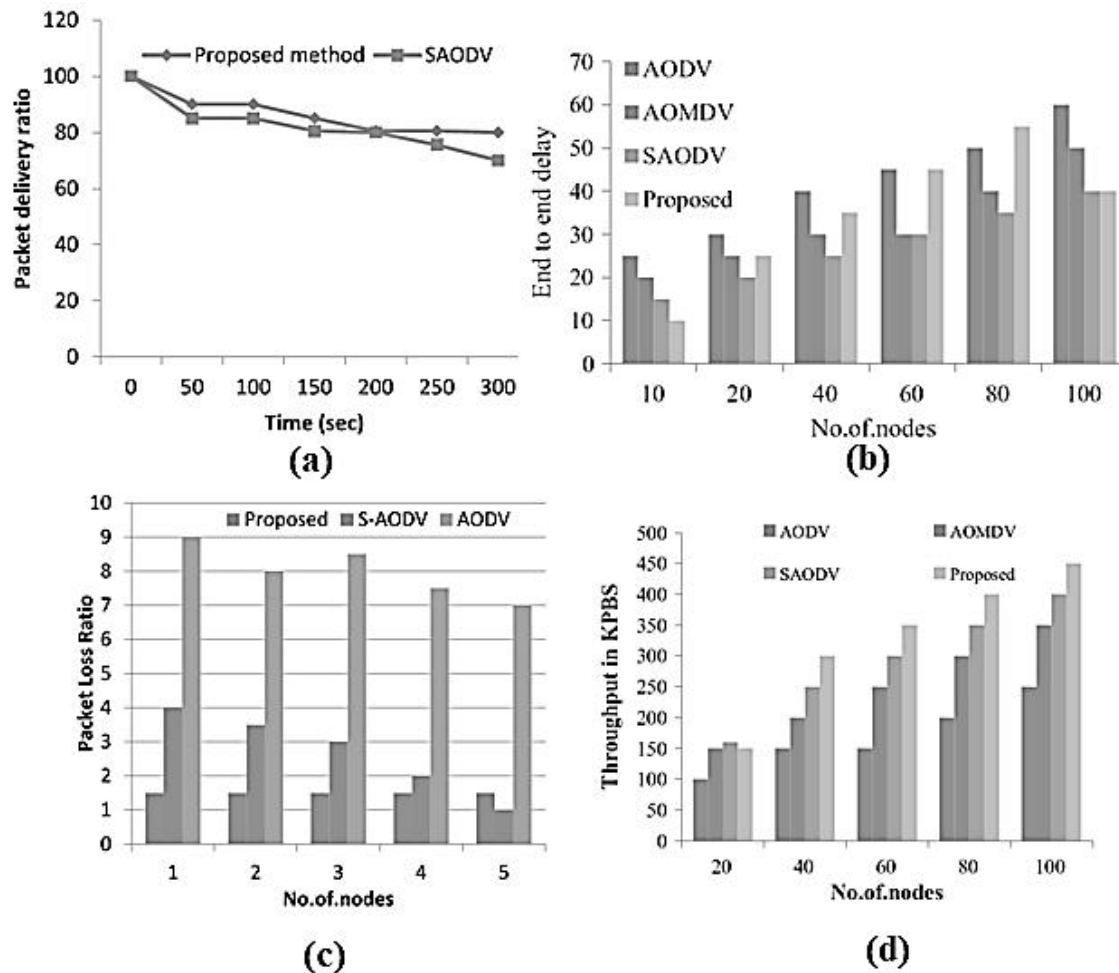 120
100
80
60
40
20
0
Packet delivery ratio
Proposed method SAODV
0 50 100 150 200 250 300
Time (sec)
(a)
70
60
50
40
30
20
10
0
End to end delay
AODV
AOMDV
SAODV
Proposed
10 20 40 60 80 100
No.of.nodes
(b)
10
9
8
7
6
5
4
3
2
1
0
Packet Loss Ratio
Proposed S-AODV AODV
1 2 3 4 5
No.of.nodes
(c)
500
450
400
350
300
250
200
150
100
50
0
Throughput in KPBS
AODV AOMDV
SAODV Proposed
20 40 60 80 100
No.of.nodes
(d)